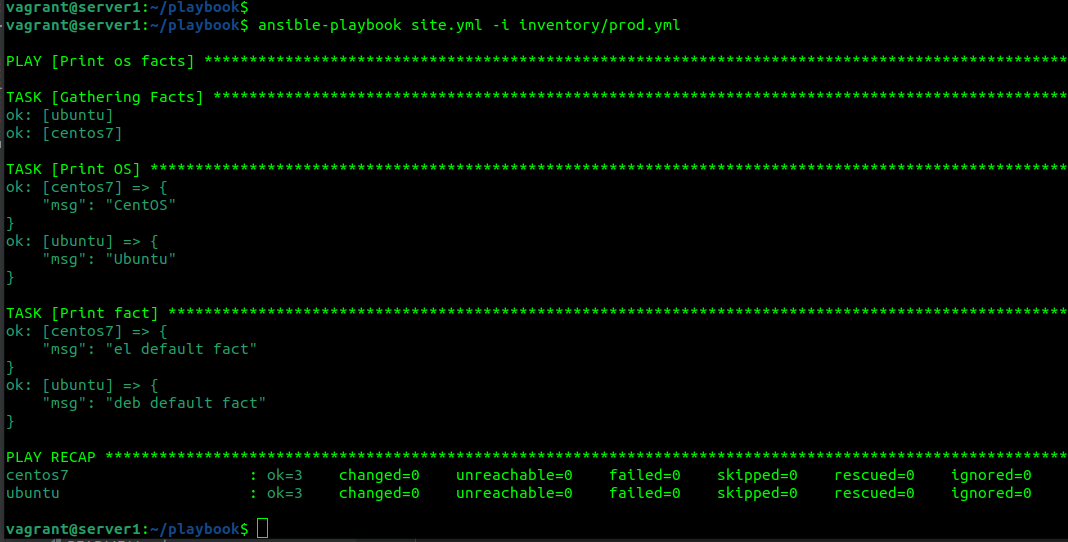 vagrant@server1:~/playbook$
vagrant@server1:~/playbook$ ansible-playbook site.yml -i inventory/prod.yml
PLAY [Print os facts] ************************************************************************************************
TASK [Gathering Facts] ***********************************************************************************************
ok: [ubuntu]
ok: [centos7]
TASK [Print OS] ******************************************************************************************************
ok: [centos7] => {
    "msg": "CentOS"
}
ok: [ubuntu] => {
    "msg": "Ubuntu"
}
TASK [Print fact] ****************************************************************************************************
ok: [centos7] => {
    "msg": "el default fact"
}
ok: [ubuntu] => {
    "msg": "deb default fact"
}
PLAY RECAP ***********************************************************************************************************
centos7                    : ok=3    changed=0    unreachable=0    failed=0    skipped=0    rescued=0    ignored=0
ubuntu                     : ok=3    changed=0    unreachable=0    failed=0    skipped=0    rescued=0    ignored=0
vagrant@server1:~/playbook$